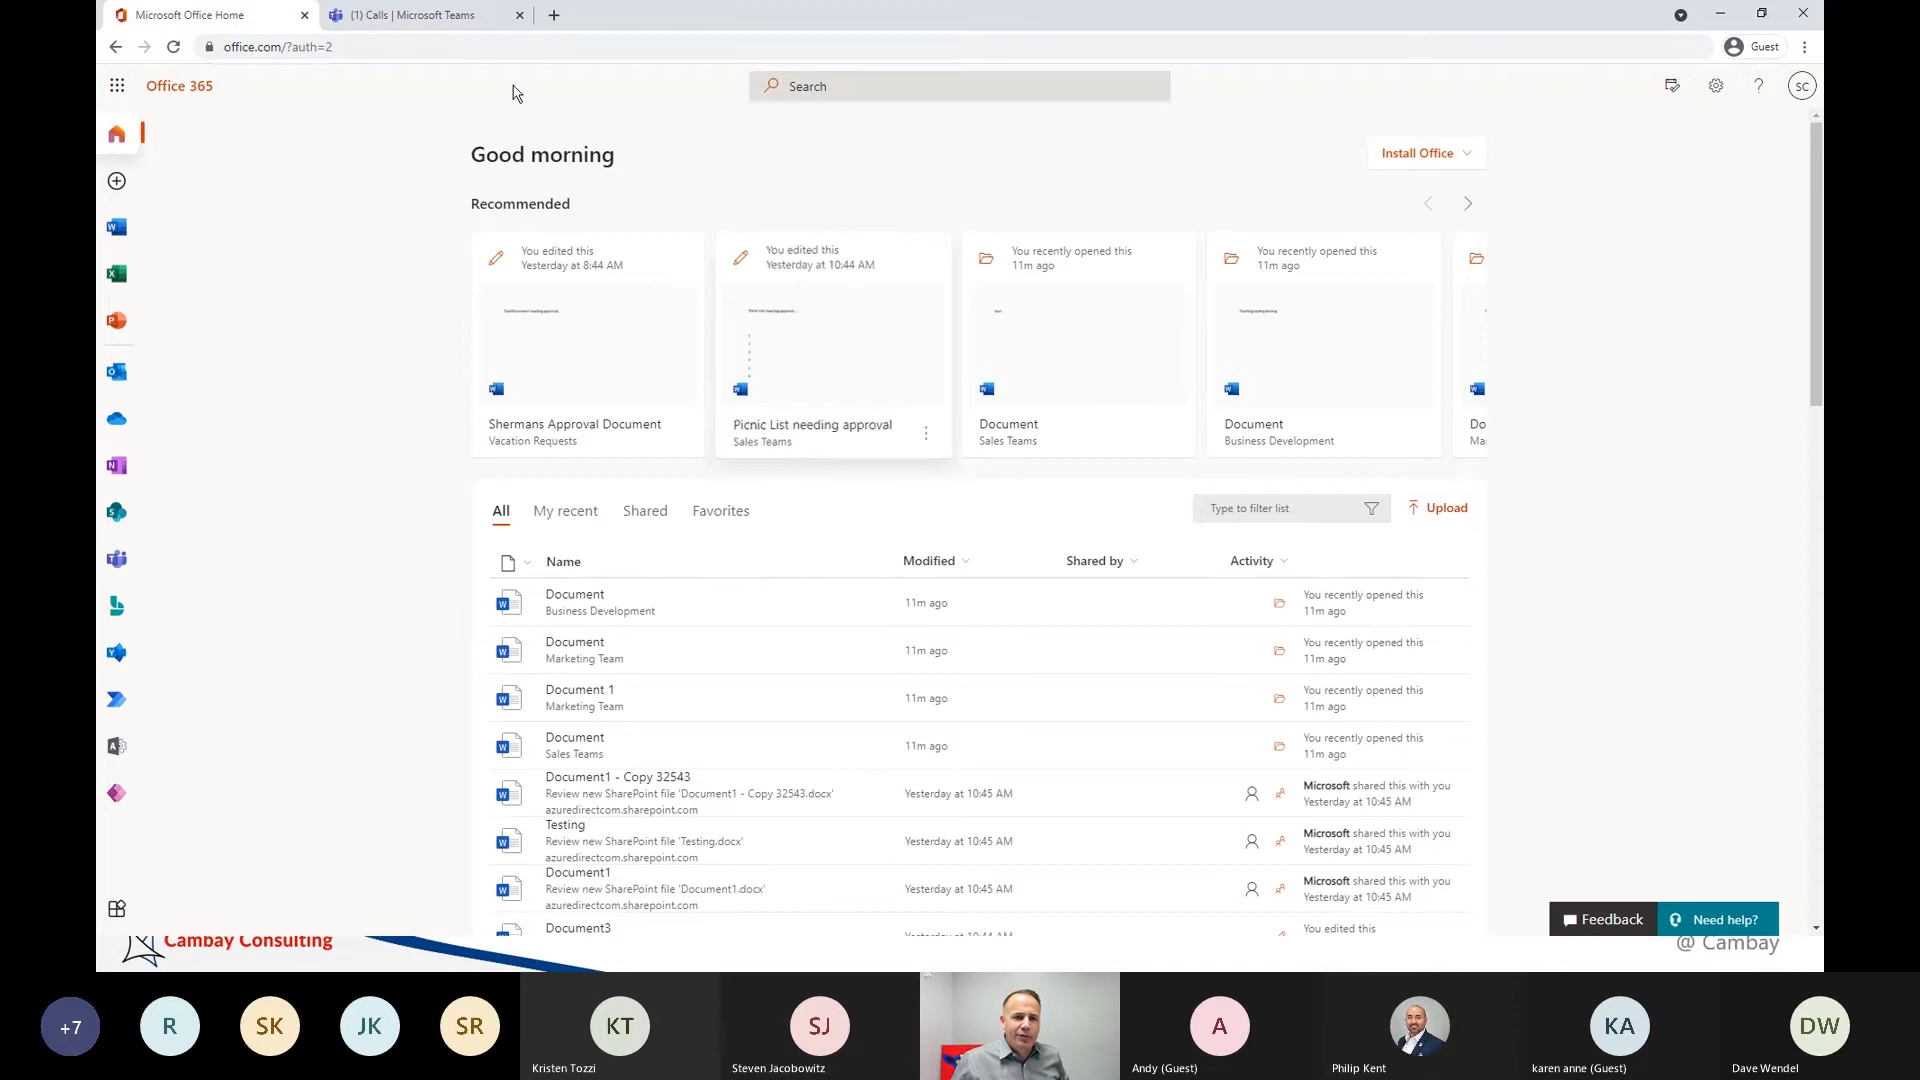 Microsoft Office Home
(1) Calls | Microsoft Teams
office.com/?auth=2
Guest
Office 365
Search
SC
Good morning
Install Office
Recommended
You edited this
Yesterday at 8:44 AM
Shermans Approval Document
Vacation Requests
You edited this
Yesterday at 10:44 AM
Picnic List needing approval
Sales Teams
You recently opened this
11m ago
Document
Sales Teams
You recently opened this
11m ago
Document
Business Development
Do
Ma
All
My recent
Shared
Favorites
Type to filter list
Upload
Name
Modified
Shared by
Activity
Document
Business Development
11m ago
You recently opened this
11m ago
Document
Marketing Team
11m ago
You recently opened this
11m ago
Document 1
Marketing Team
11m ago
You recently opened this
11m ago
Document
Sales Teams
11m ago
You recently opened this
11m ago
Document1 - Copy 32543
Review new SharePoint file 'Document1 - Copy 32543.docx'
azuredirectcom.sharepoint.com
Yesterday at 10:45 AM
Microsoft shared this with you
Yesterday at 10:45 AM
Testing
Review new SharePoint file 'Testing.docx'
azuredirectcom.sharepoint.com
Yesterday at 10:45 AM
Microsoft shared this with you
Yesterday at 10:45 AM
Document1
Review new SharePoint file 'Document1.docx'
azuredirectcom.sharepoint.com
Yesterday at 10:45 AM
Microsoft shared this with you
Yesterday at 10:45 AM
Document3
You edited this
Feedback
Need help?
Cambay Consulting
@ Cambay
+7
R
SK
JK
SR
KT
Kristen Tozzi
SJ
Steven Jacobowitz
A
Andy (Guest)
Philip Kent
KA
karen anne (Guest)
DW
Dave Wendel